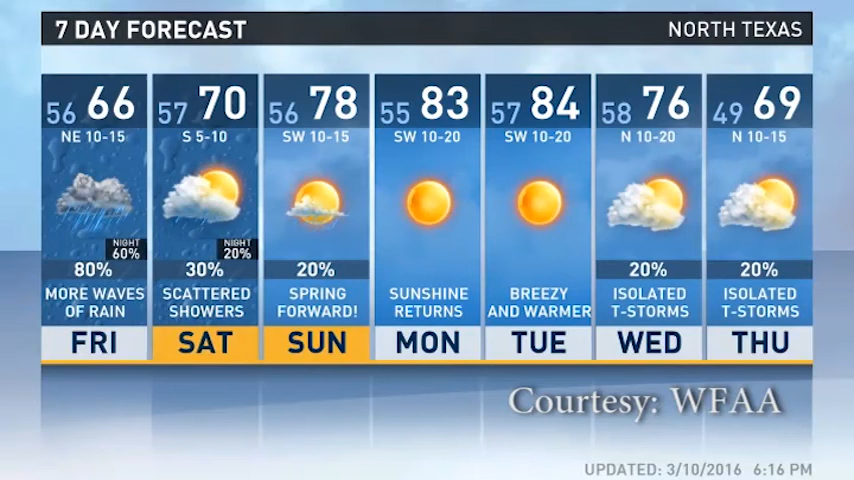 7 DAY FORECAST
NORTH TEXAS
56 66
NE 10-15
NIGHT
60%
80%
MORE WAVES
OF RAIN
FRI
57 70
S 5-10
NIGHT
20%
30%
SCATTERED
SHOWERS
SAT
56 78
SW 10-15
20%
SPRING
FORWARD!
SUN
55 83
SW 10-20
SUNSHINE
RETURNS
MON
57 84
SW 10-20
BREEZY
AND WARMER
TUE
58 76
N 10-20
20%
ISOLATED
T-STORMS
WED
49 69
N 10-15
20%
ISOLATED
T-STORMS
THU
Courtesy: WFAA
UPDATED: 3/10/2016 6:16 PM